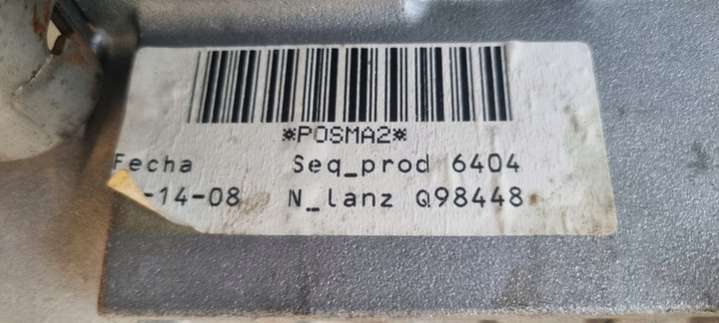 *POSMA2*
Fecha Seq_prod 6404
-14-08 N_lanz Q98448